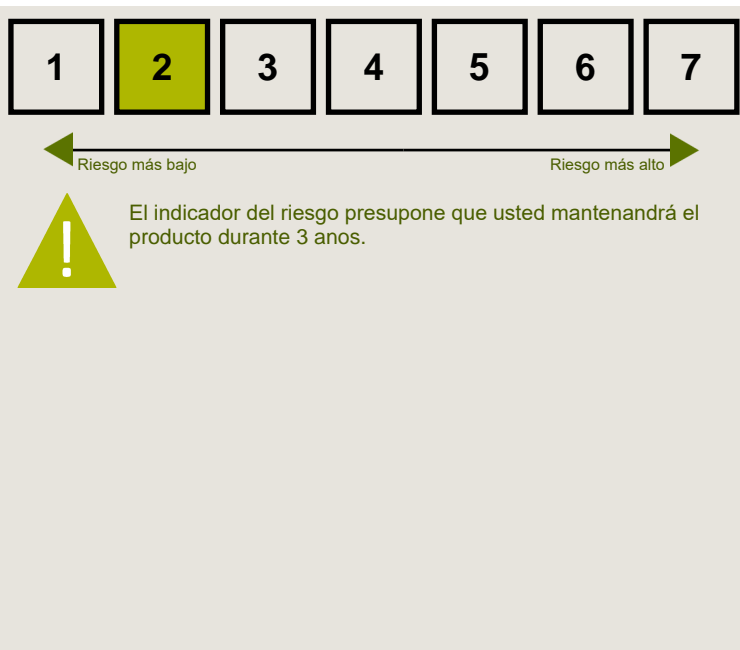 1 2 3 4 5 6 7
Riesgo más bajo Riesgo más alto
El indicador del riesgo presupone que usted mantenandrá el
producto durante 3 anos.